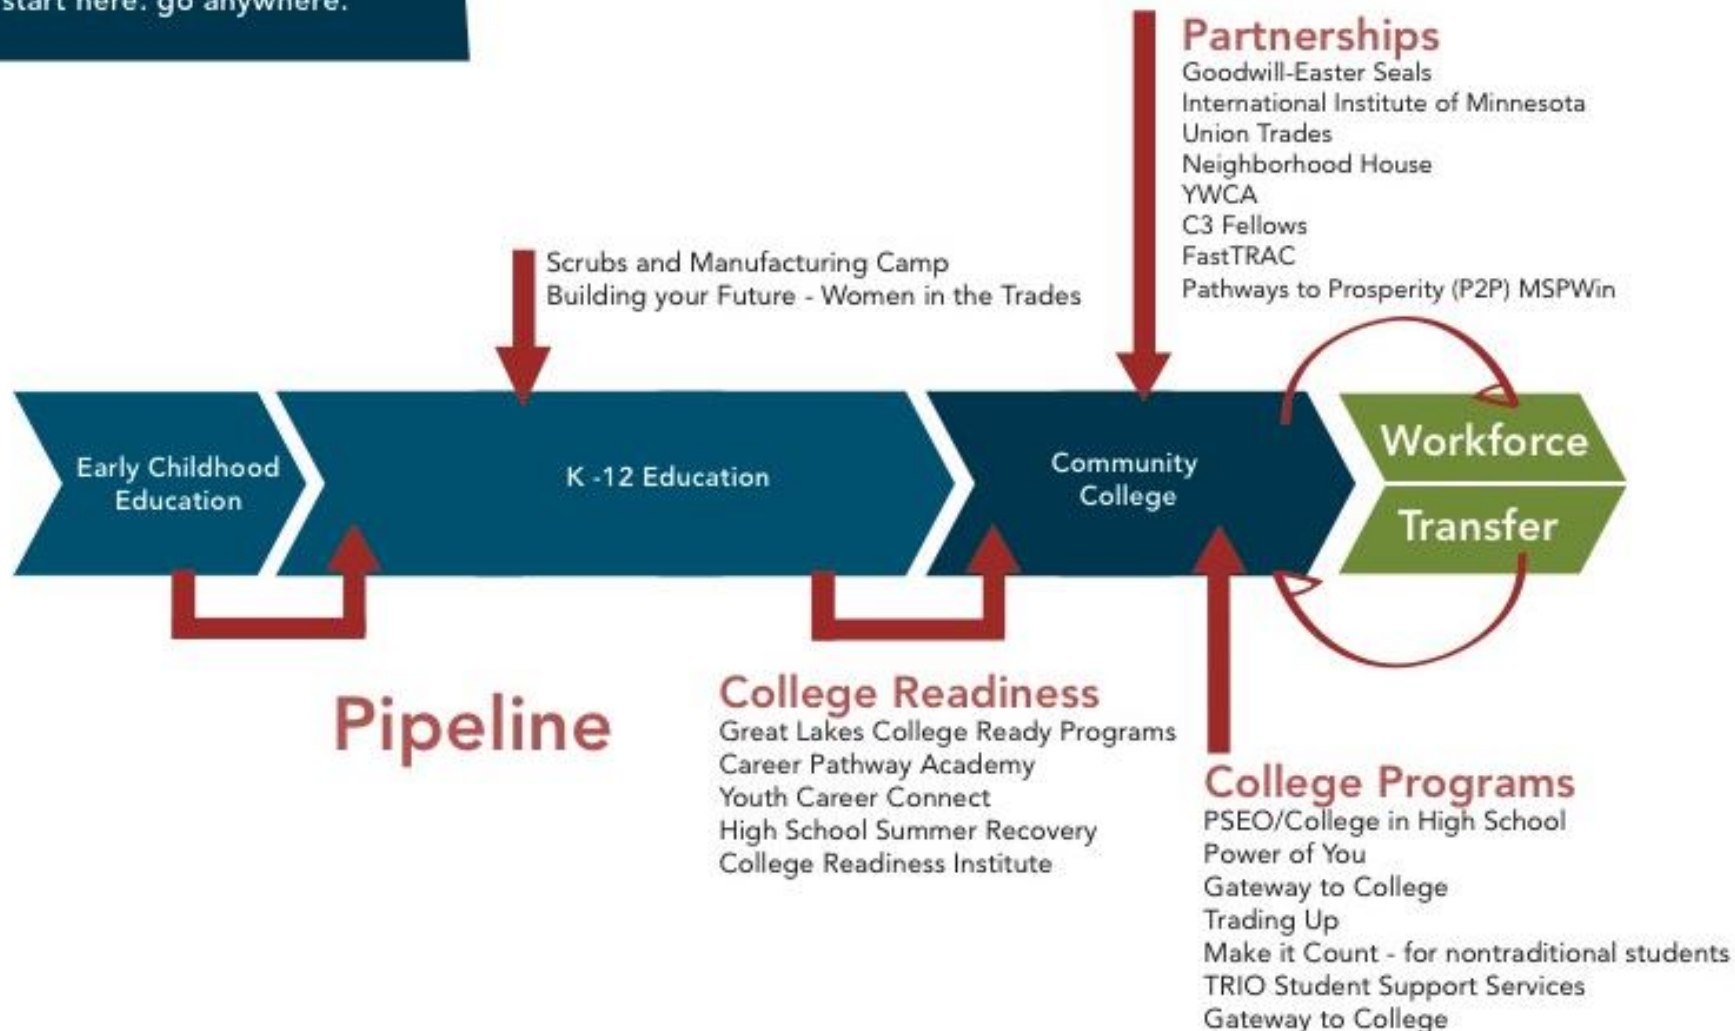 start here. go anywhere.
Partnerships
Goodwill-Easter Seals
International Institute of Minnesota
Union Trades
Neighborhood House
YWCA
C3 Fellows
FastTRAC
Pathways to Prosperity (P2P) MSPWin
Scrubs and Manufacturing Camp
Building your Future - Women in the Trades
Early Childhood
Education
K -12 Education
Community
College
Workforce
Transfer
Pipeline
College Readiness
Great Lakes College Ready Programs
Career Pathway Academy
Youth Career Connect
High School Summer Recovery
College Readiness Institute
College Programs
PSEO/College in High School
Power of You
Gateway to College
Trading Up
Make it Count - for nontraditional students
TRIO Student Support Services
Gateway to College